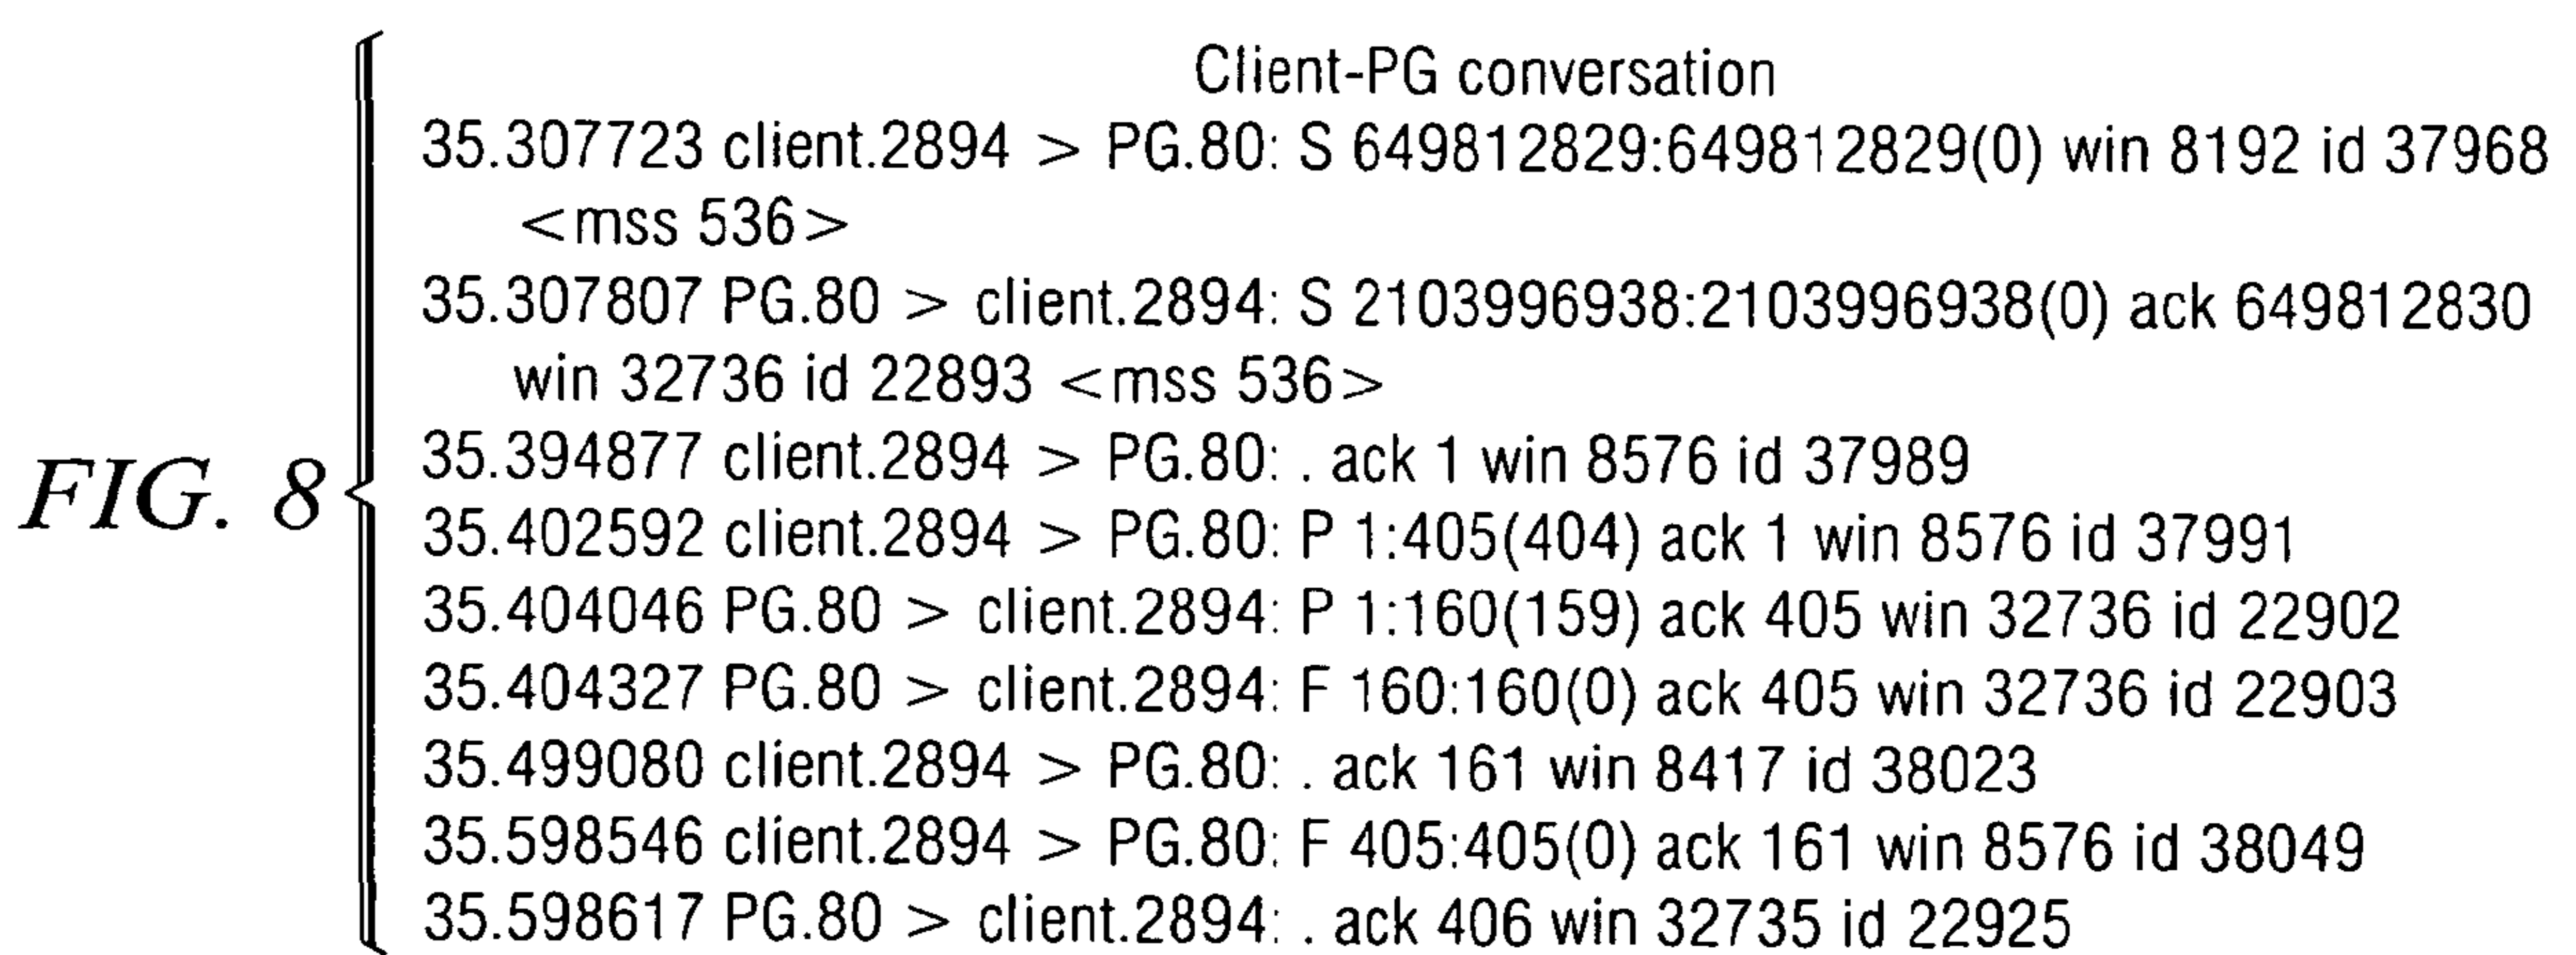 Client-PG conversation
35.307723 client.2894 > PG.80: S 649812829:649812829(0) win 8192 id 37968
<mss 536>
35.307807 PG.80 > client.2894: S 2103996938:2103996938(0) ack 649812830
win 32736 id 22893 <mss 536>
35.394877 client.2894 > PG.80: . ack 1 win 8576 id 37989
FIG. 8
35.402592 client.2894 > PG.80: P 1:405(404) ack 1 win 8576 id 37991
35.404046 PG.80 > client.2894: P 1:160(159) ack 405 win 32736 id 22902
35.404327 PG.80 > client.2894: F 160:160(0) ack 405 win 32736 id 22903
35.499080 client.2894 > PG.80: . ack 161 win 8417 id 38023
35.598546 client.2894 > PG.80: F 405:405(0) ack 161 win 8576 id 38049
35.598617 PG.80 > client.2894: . ack 406 win 32735 id 22925